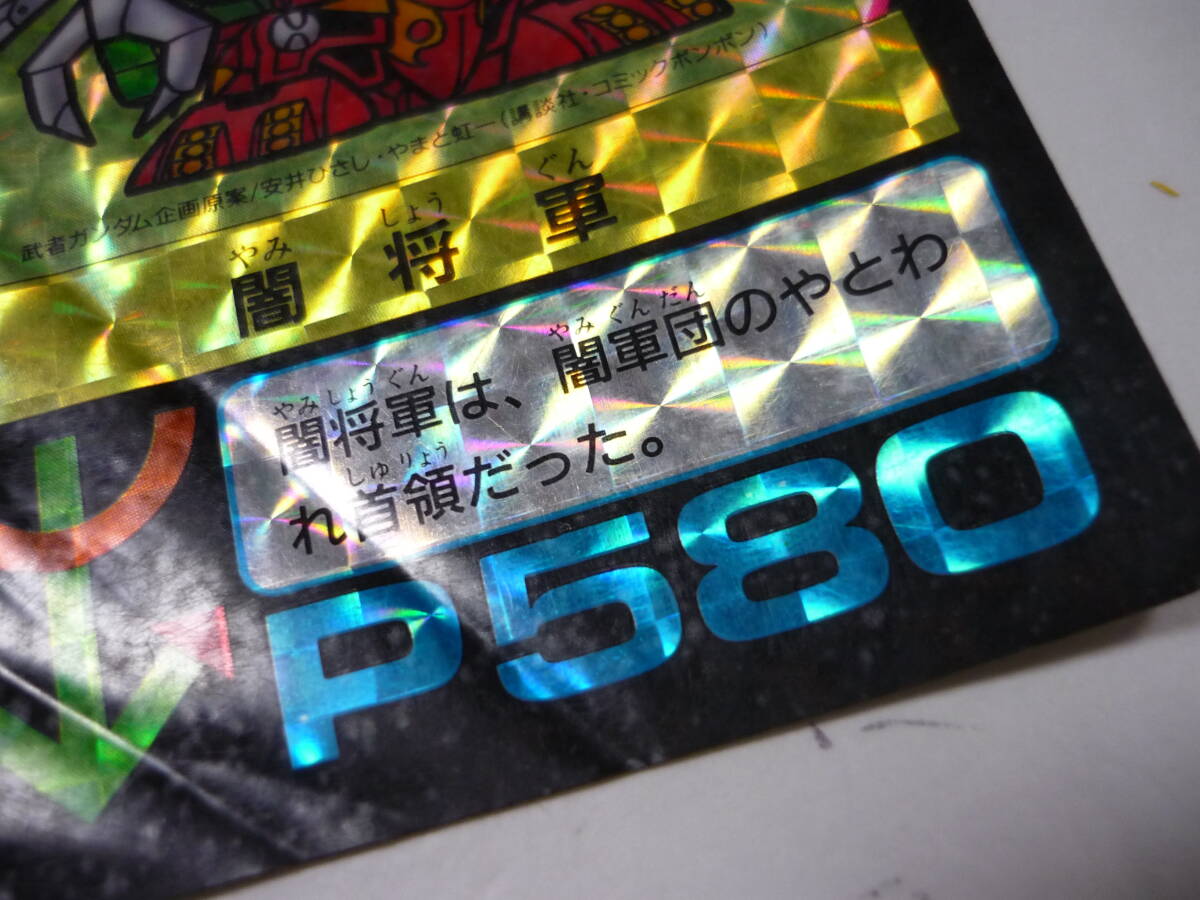 武者ガンダム企画原案/安井ひさし・やまと虹一(講談社・コミックボンボン)
やみ しょう ぐん
闇将軍
やみしょうぐん やみぐんだん
闇将軍は、闇軍団のやとわ
しゅりょう
れ首領だった。
P580